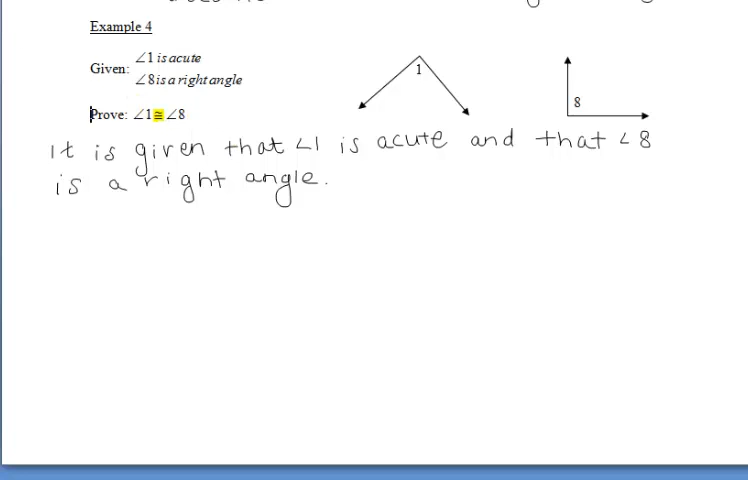 Example 4
Given: ∠1 is acute
∠8 is a right angle
1
8
Prove: ∠1 ≅ ∠8
It is given that ∠1 is acute and that ∠8
is a right angle.